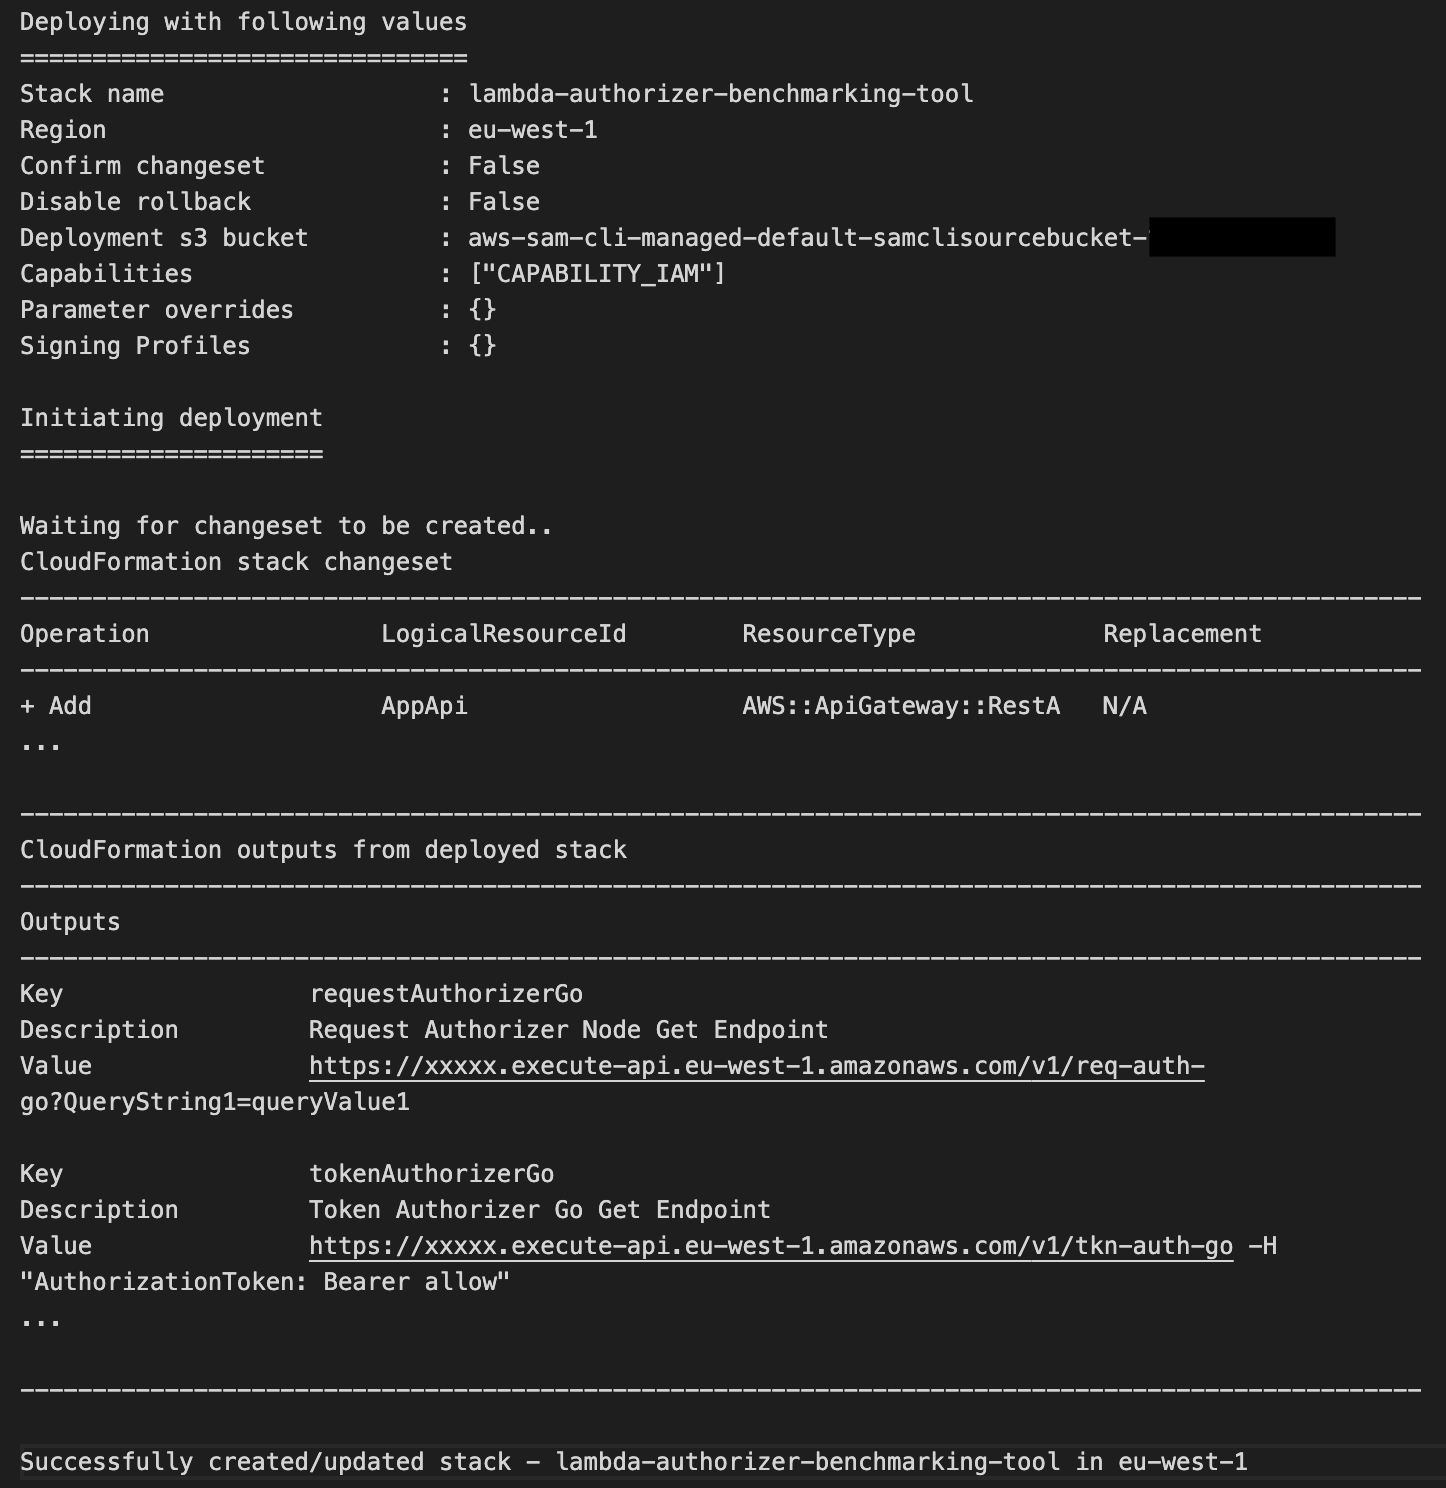 Deploying with following values
===============================
Stack name                   : lambda-authorizer-benchmarking-tool
Region                       : eu-west-1
Confirm changeset            : False
Disable rollback             : False
Deployment s3 bucket         : aws-sam-cli-managed-default-samclisourcebucket-
Capabilities                 : ["CAPABILITY_IAM"]
Parameter overrides          : {}
Signing Profiles             : {}

Initiating deployment
=====================

Waiting for changeset to be created..
CloudFormation stack changeset
-------------------------------------------------------------------------------------------------
Operation                LogicalResourceId        ResourceType             Replacement
-------------------------------------------------------------------------------------------------
+ Add                    AppApi                   AWS::ApiGateway::RestA   N/A
...

-------------------------------------------------------------------------------------------------
CloudFormation outputs from deployed stack
-------------------------------------------------------------------------------------------------
Outputs
-------------------------------------------------------------------------------------------------
Key                 requestAuthorizerGo
Description         Request Authorizer Node Get Endpoint
Value               https://xxxxx.execute-api.eu-west-1.amazonaws.com/v1/req-auth-
go?QueryString1=queryValue1

Key                 tokenAuthorizerGo
Description         Token Authorizer Go Get Endpoint
Value               https://xxxxx.execute-api.eu-west-1.amazonaws.com/v1/tkn-auth-go -H
"AuthorizationToken: Bearer allow"
...

-------------------------------------------------------------------------------------------------

Successfully created/updated stack - lambda-authorizer-benchmarking-tool in eu-west-1